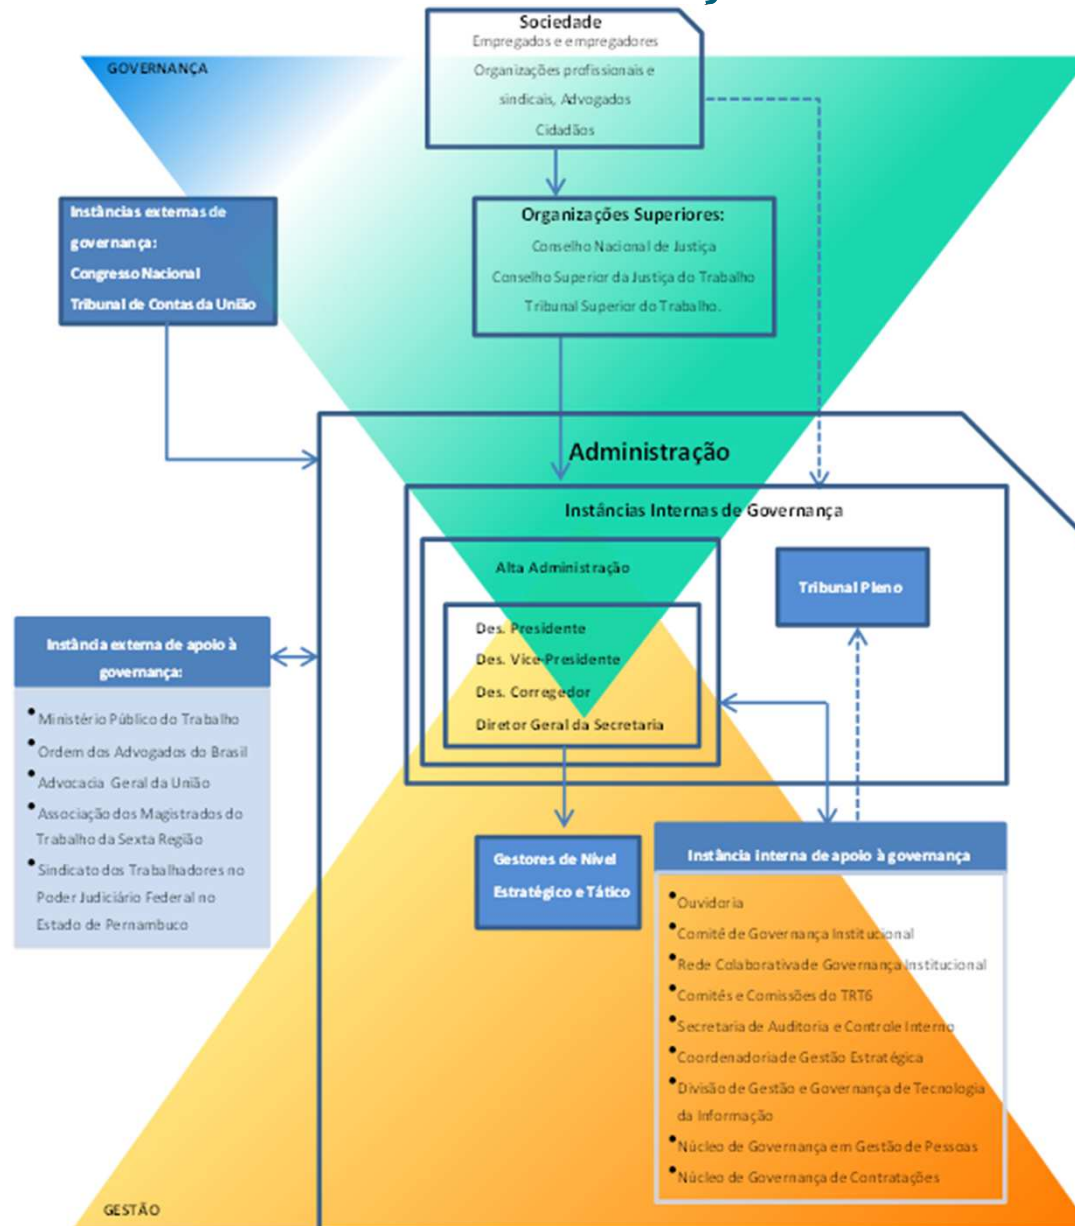 Sociedade
Empregados e empregadores
Organizações profissionais e
sindicais, Advogados
Cidadãos
GOVERNANÇA
Instâncias externas de
governança:
Congresso Nacional
Tribunal de Contas da União
Organizações Superiores:
Conselho Nacional de Justiça
Conselho Superior da Justiça do Trabalho
Tribunal Superior do Trabalho.
Administração
Instâncias Internas de Governança
Alta Administração
Des. Presidente
Des. Vice-Presidente
Des. Corregedor
Diretor Geral da Secretaria
Tribunal Pleno
Instância externa de apoio à
governança:
• Ministério Público do Trabalho
• Ordem dos Advogados do Brasil
• Advocacia Geral da União
• Associação dos Magistrados do
Trabalho da Sexta Região
• Sindicato dos Trabalhadores no
Poder Judiciário Federal no
Estado de Pernambuco
Gestores de Nível
Estratégico e Tático
Instância Interna de apoio à governança
• Ouvidoria
• Comitê de Governança Institucional
• Rede Colaborativa de Governança Institucional
• Comitês e Comissões do TRT6
• Secretaria de Auditoria e Controle Interno
• Coordenadoria de Gestão Estratégica
• Divisão de Gestão e Governança de Tecnologia
da Informação
• Núcleo de Governança em Gestão de Pessoas
• Núcleo de Governança de Contratações
GESTÃO